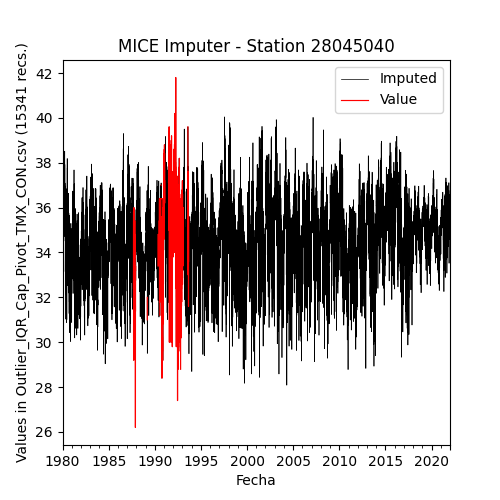 MICE Imputer - Station 28045040
Imputed
Value
Values in Outlier_IQR_Cap_Pivot_TMX_CON.csv (15341 recs.)
42
40
38
36
34
32
30
28
26
1980 1985 1990 1995 2000 2005 2010 2015 2020
Fecha